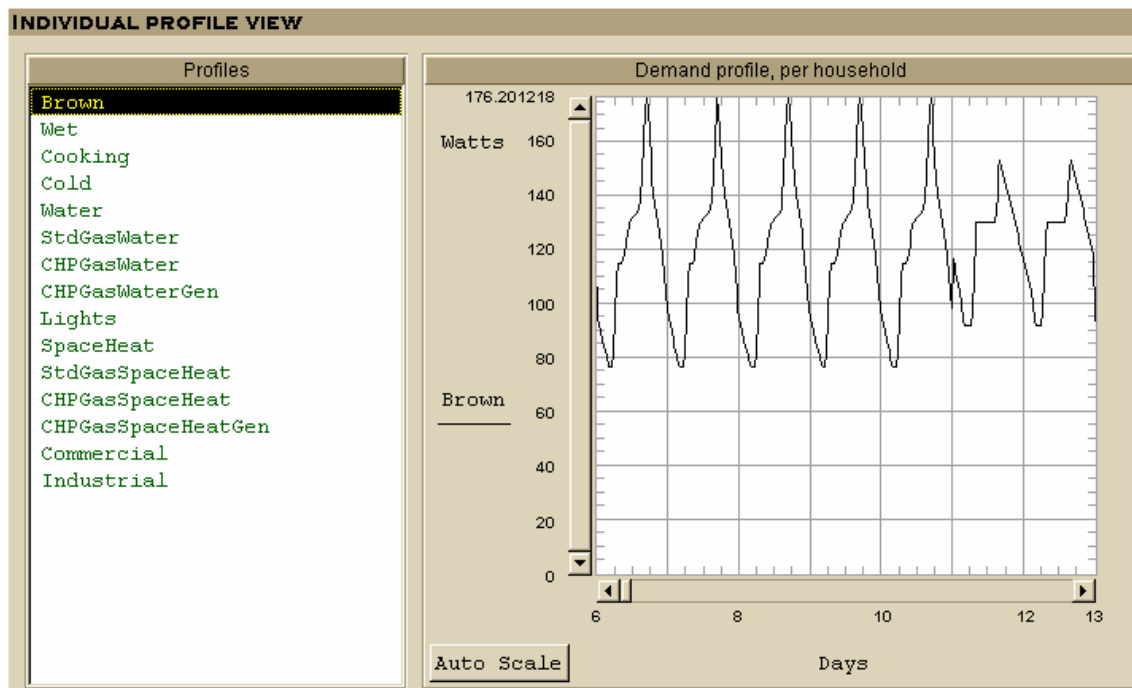 INDIVIDUAL PROFILE VIEW
Profiles
Brown
Wet
Cooking
Cold
Water
StdGasWater
CHPGasWater
CHPGasWaterGen
Lights
SpaceHeat
StdGasSpaceHeat
CHPGasSpaceHeat
CHPGasSpaceHeatGen
Commercial
Industrial
Demand profile, per household
176.201218
Watts 160
140
120
100
80
Brown
60
40
20
0
6 8 10 12 13
Auto Scale Days